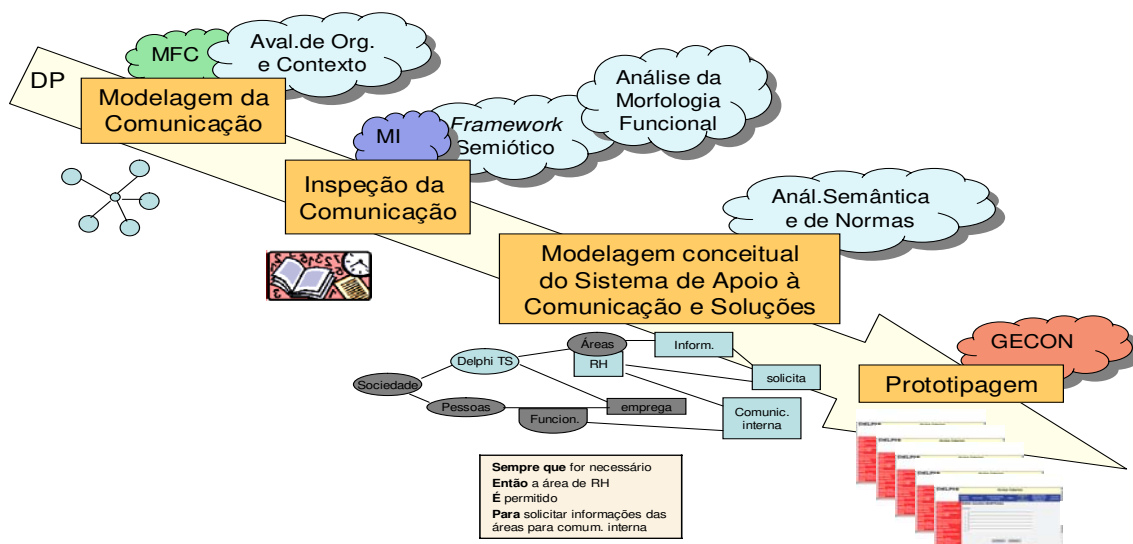 DP
MFC
Aval.de Org.
e Contexto
Modelagem da
Comunicação
MI
Framework
Semiótico
Análise da
Morfologia
Funcional
Inspeção da
Comunicação
Anál.Semântica
e de Normas
Modelagem conceitual
do Sistema de Apoio à
Comunicação e Soluções
GECON
Prototipagem
Sociedade
Delphi TS
Pessoas
Áreas
RH
Funcion.
Inform.
emprega
solicita
Comunic.
interna
Sempre que for necessário
Então a área de RH
É permitido
Para solicitar informações das
áreas para comum. interna